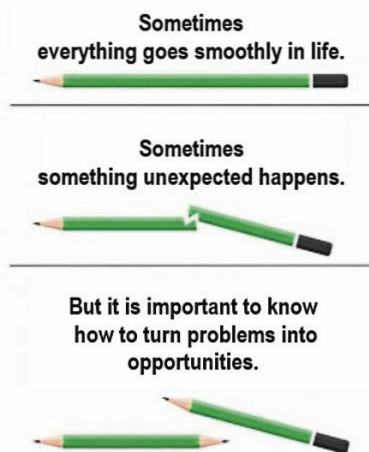 Sometimes
everything goes smoothly in life.
Sometimes
something unexpected happens.
But it is important to know
how to turn problems into
opportunities.